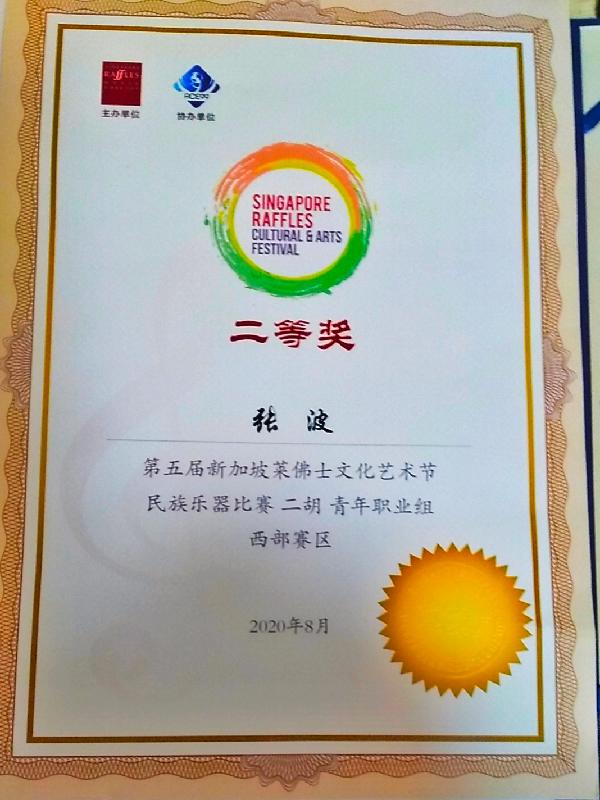 RAFFLES
主办单位
协办单位
SINGAPORE
RAFFLES
CULTURAL & ARTS
FESTIVAL
二等奖
张 波
第五届新加坡莱佛士文化艺术节
民族乐器比赛 二胡 青年职业组
西部赛区
2020年8月